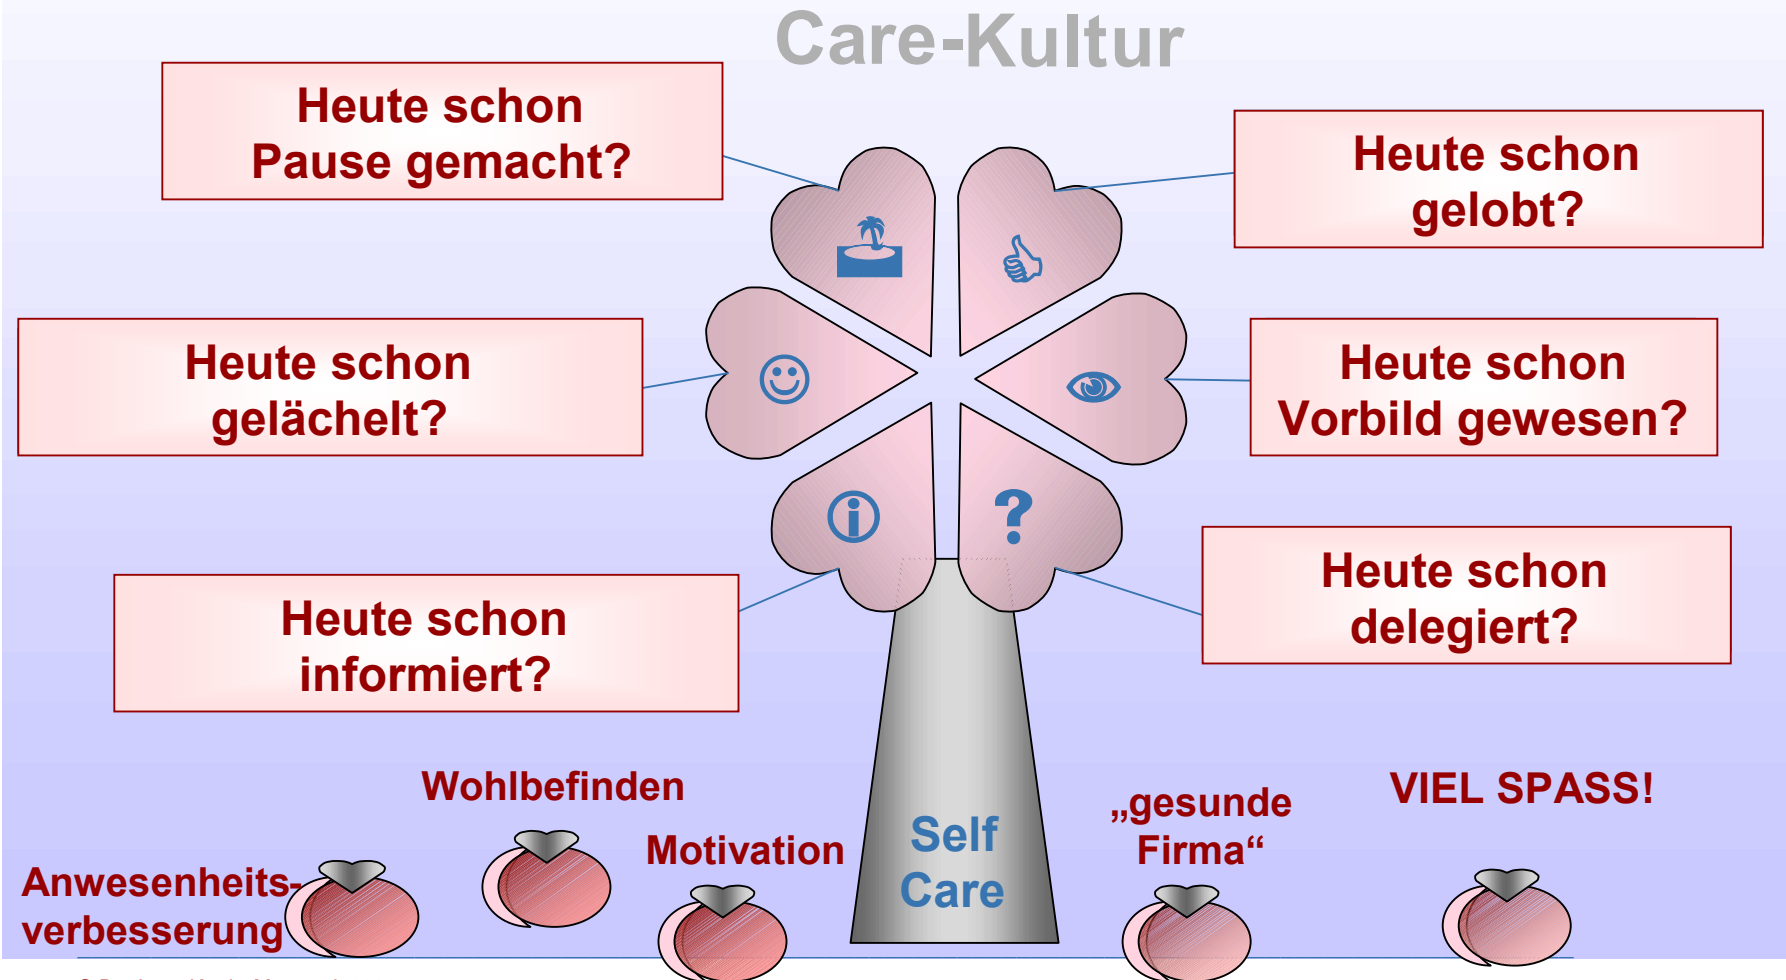 Care-Kultur
Heute schon
Pause gemacht?
Heute schon
gelobt?
Heute schon
gelächelt?
Heute schon
Vorbild gewesen?
Heute schon
informiert?
Heute schon
delegiert?
Self
Care
Anwesenheits-
verbesserung
Wohlbefinden
Motivation
„gesunde
Firma“
VIEL SPASS!